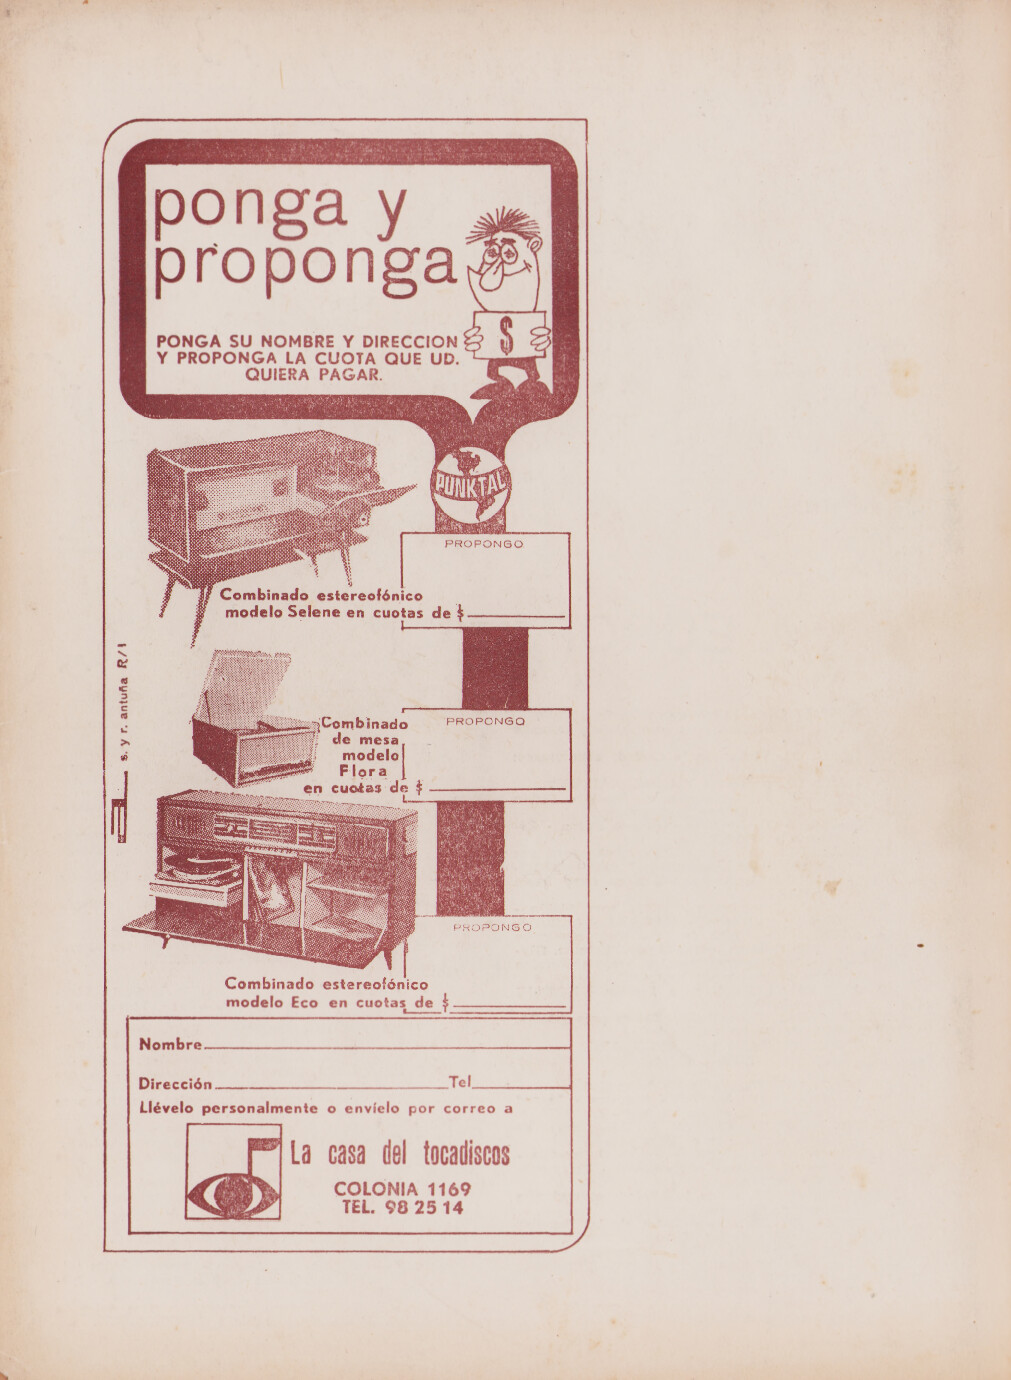 ponga y
proponga
$
PONGA SU NOMBRE Y DIRECCION
Y PROPONGA LA CUOTA QUE UD.
QUIERA PAGAR.
PUNKTAL
PROPONGO
Combinado estereofónico
modelo Selene en cuotas de $
PROPONGO
Combinado
de mesa
modelo
Flora
en cuotas de $
s. y r. antuña R/1
PROPONGO
Combinado estereofónico
modelo Eco en cuotas de $
Nombre
Dirección Tel
Llévelo personalmente o envíelo por correo a
La casa del tocadiscos
COLONIA 1169
TEL. 98 25 14